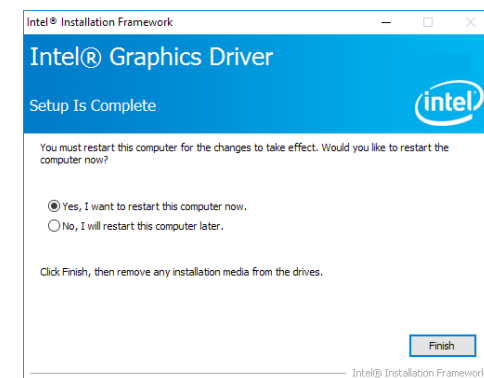 Intel® Installation Framework
Intel® Graphics Driver
Setup Is Complete
intel®
You must restart this computer for the changes to take effect. Would you like to restart the
computer now?
Yes, I want to restart this computer now.
No, I will restart this computer later.
Click Finish, then remove any installation media from the drives.
Finish
Intel® Installation Framework